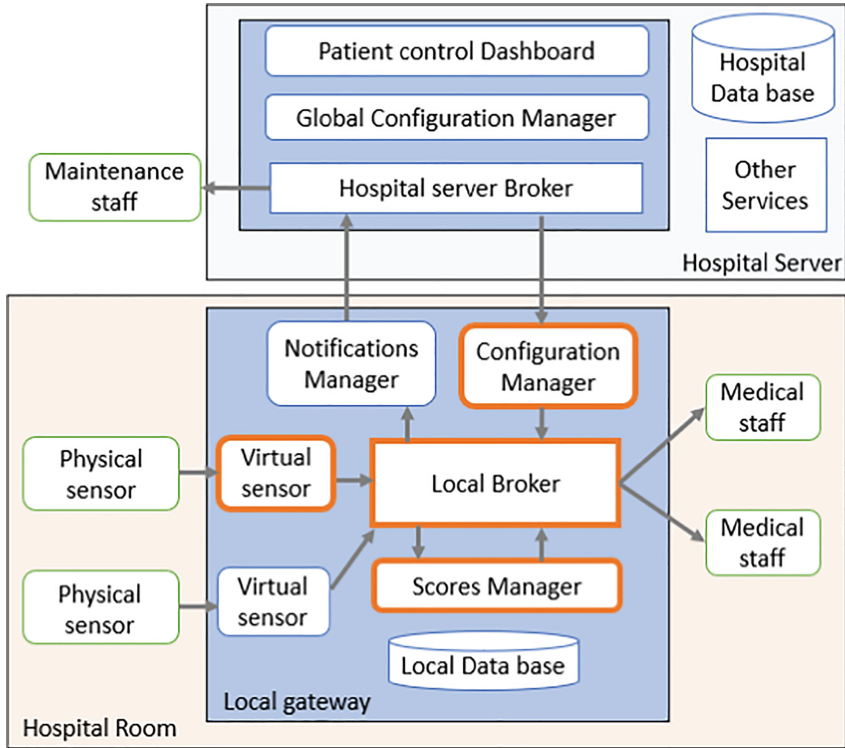 Patient control Dashboard
Hospital
Data base
Global Configuration Manager
Maintenance
staff
Hospital server Broker
Other
Services
Hospital Server
Notifications
Manager
Configuration
Manager
Medical
staff
Physical
sensor
Virtual
sensor
Local Broker
Medical
staff
Physical
sensor
Virtual
sensor
Scores Manager
Local Data base
Local gateway
Hospital Room